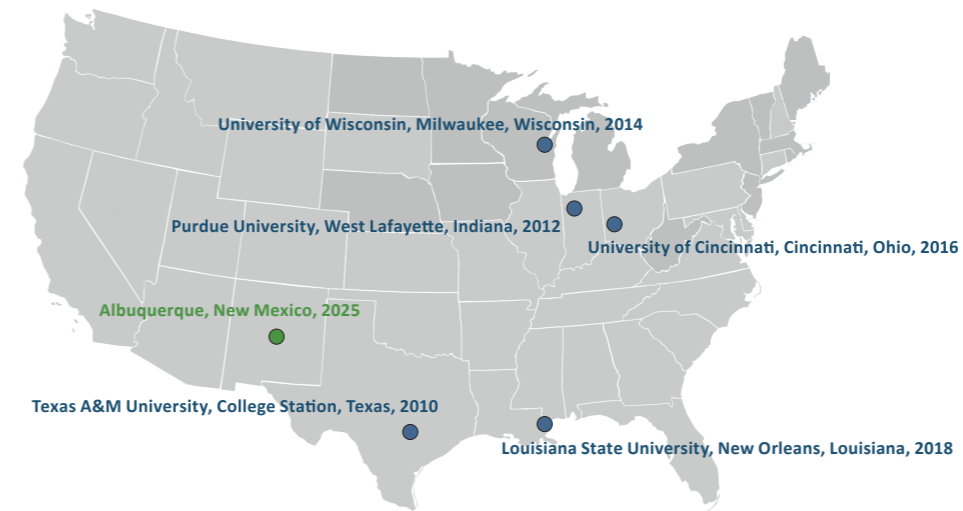 University of Wisconsin, Milwaukee, Wisconsin, 2014
Purdue University, West Lafayette, Indiana, 2012
University of Cincinnati, Cincinnati, Ohio, 2016
Albuquerque, New Mexico, 2025
Texas A&M University, College Station, Texas, 2010
Louisiana State University, New Orleans, Louisiana, 2018